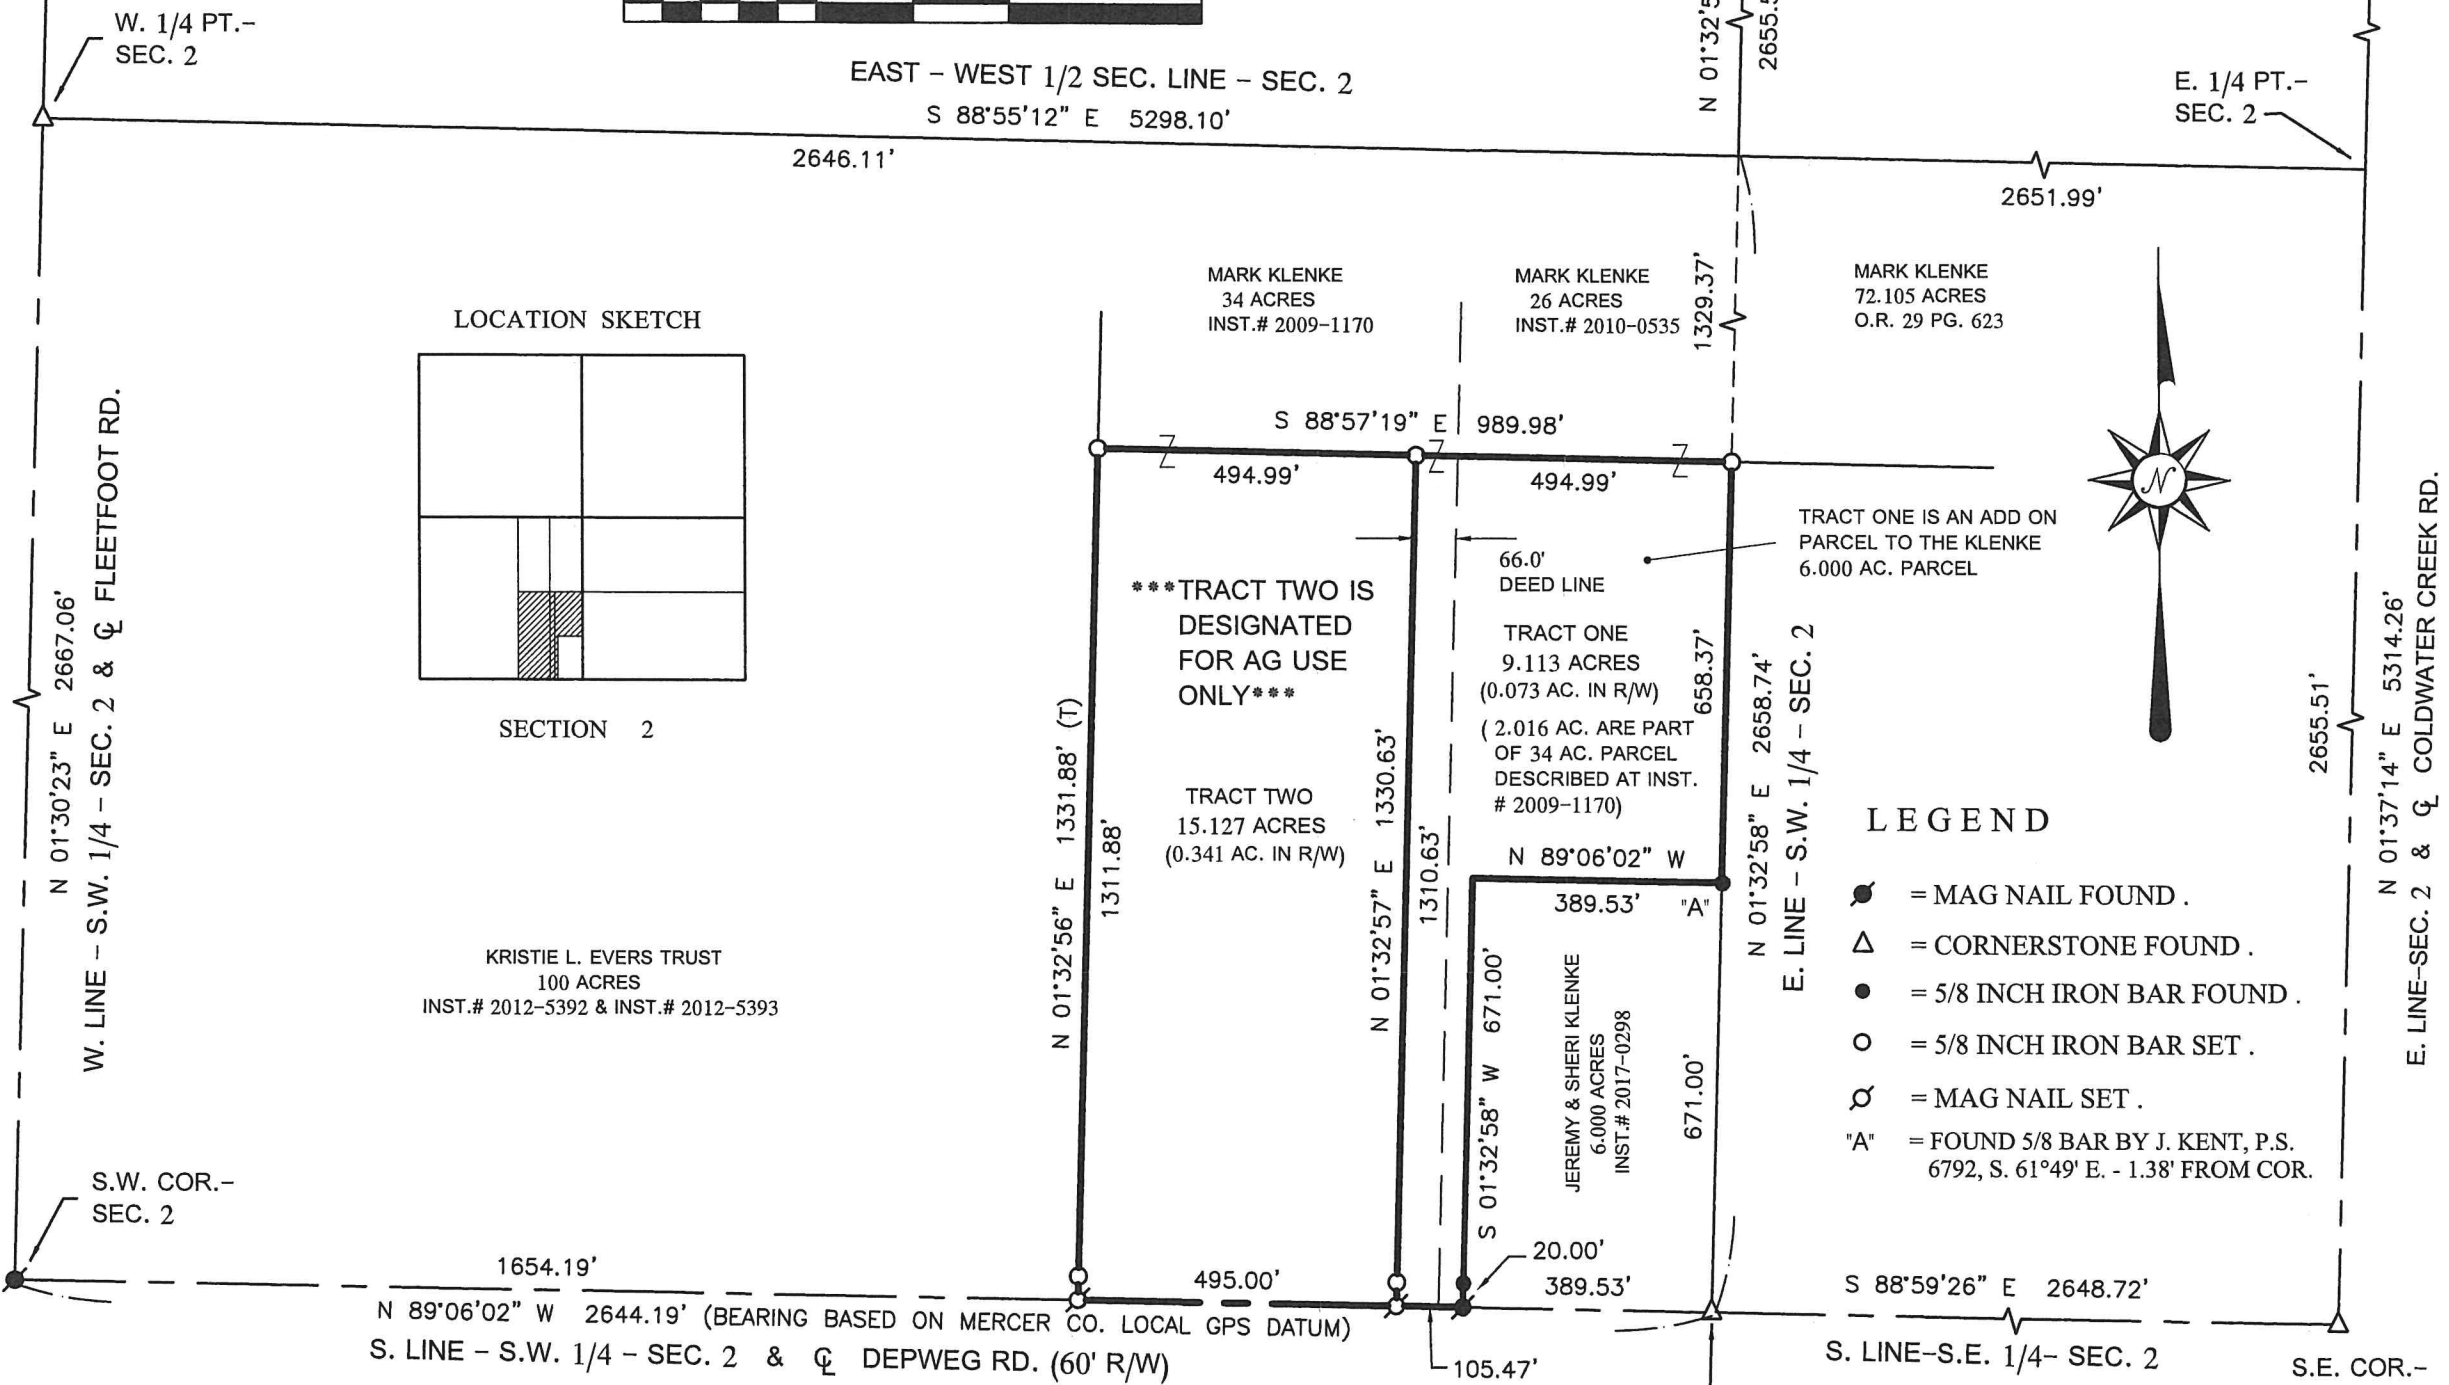 W. 1/4 PT.-
SEC. 2
EAST - WEST 1/2 SEC. LINE - SEC. 2
S 88°55'12" E 5298.10'
2646.11'
E. 1/4 PT.-
SEC. 2
2651.99'
1329.37'
MARK KLENKE
34 ACRES
INST.# 2009-1170
MARK KLENKE
26 ACRES
INST.# 2010-0535
MARK KLENKE
72.105 ACRES
O.R. 29 PG. 623
LOCATION SKETCH
SECTION 2
N 01°30'23" E 2667.06'
W. LINE - S.W. 1/4 - SEC. 2 & ℄ FLEETFOOT RD.
S 88°57'19" E 989.98'
494.99'
494.99'
N
66.0'
DEED LINE
TRACT ONE IS AN ADD ON
PARCEL TO THE KLENKE
6.000 AC. PARCEL
***TRACT TWO IS
DESIGNATED
FOR AG USE
ONLY***
TRACT ONE
9.113 ACRES
(0.073 AC. IN R/W)
( 2.016 AC. ARE PART
OF 34 AC. PARCEL
DESCRIBED AT INST.
# 2009-1170)
658.37'
TRACT TWO
15.127 ACRES
(0.341 AC. IN R/W)
N 01°32'56" E 1331.88' (T)
1311.88'
N 01°32'57" E 1330.63'
1310.63'
N 89°06'02" W
389.53'
"A"
N 01°32'58" E 2658.74'
E. LINE - S.W. 1/4 - SEC. 2
S 01°32'58" W 671.00'
JEREMY & SHERI KLENKE
6.000 ACRES
INST.# 2017-0298
671.00'
KRISTIE L. EVERS TRUST
100 ACRES
INST.# 2012-5392 & INST.# 2012-5393
LEGEND
= MAG NAIL FOUND .
= CORNERSTONE FOUND .
= 5/8 INCH IRON BAR FOUND .
= 5/8 INCH IRON BAR SET .
= MAG NAIL SET .
"A" = FOUND 5/8 BAR BY J. KENT, P.S.
6792, S. 61°49' E. - 1.38' FROM COR.
2655.51'
N 01°37'14" E 5314.26'
E. LINE-SEC. 2 & ℄ COLDWATER CREEK RD.
S.W. COR.-
SEC. 2
1654.19'
495.00'
20.00'
389.53'
S 88°59'26" E 2648.72'
N 89°06'02" W 2644.19' (BEARING BASED ON MERCER CO. LOCAL GPS DATUM)
S. LINE - S.W. 1/4 - SEC. 2 & ℄ DEPWEG RD. (60' R/W)
105.47'
S. LINE-S.E. 1/4- SEC. 2
S.E. COR.-